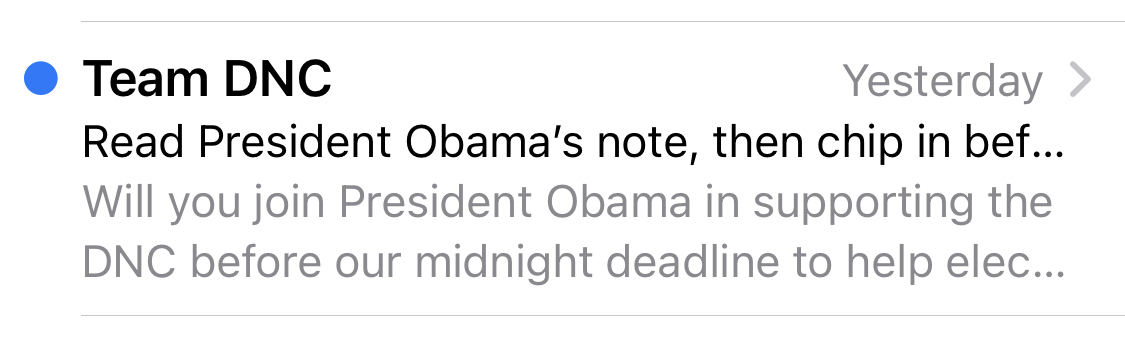 Team DNC
Yesterday
Read President Obama’s note, then chip in bef...
Will you join President Obama in supporting the
DNC before our midnight deadline to help elec...